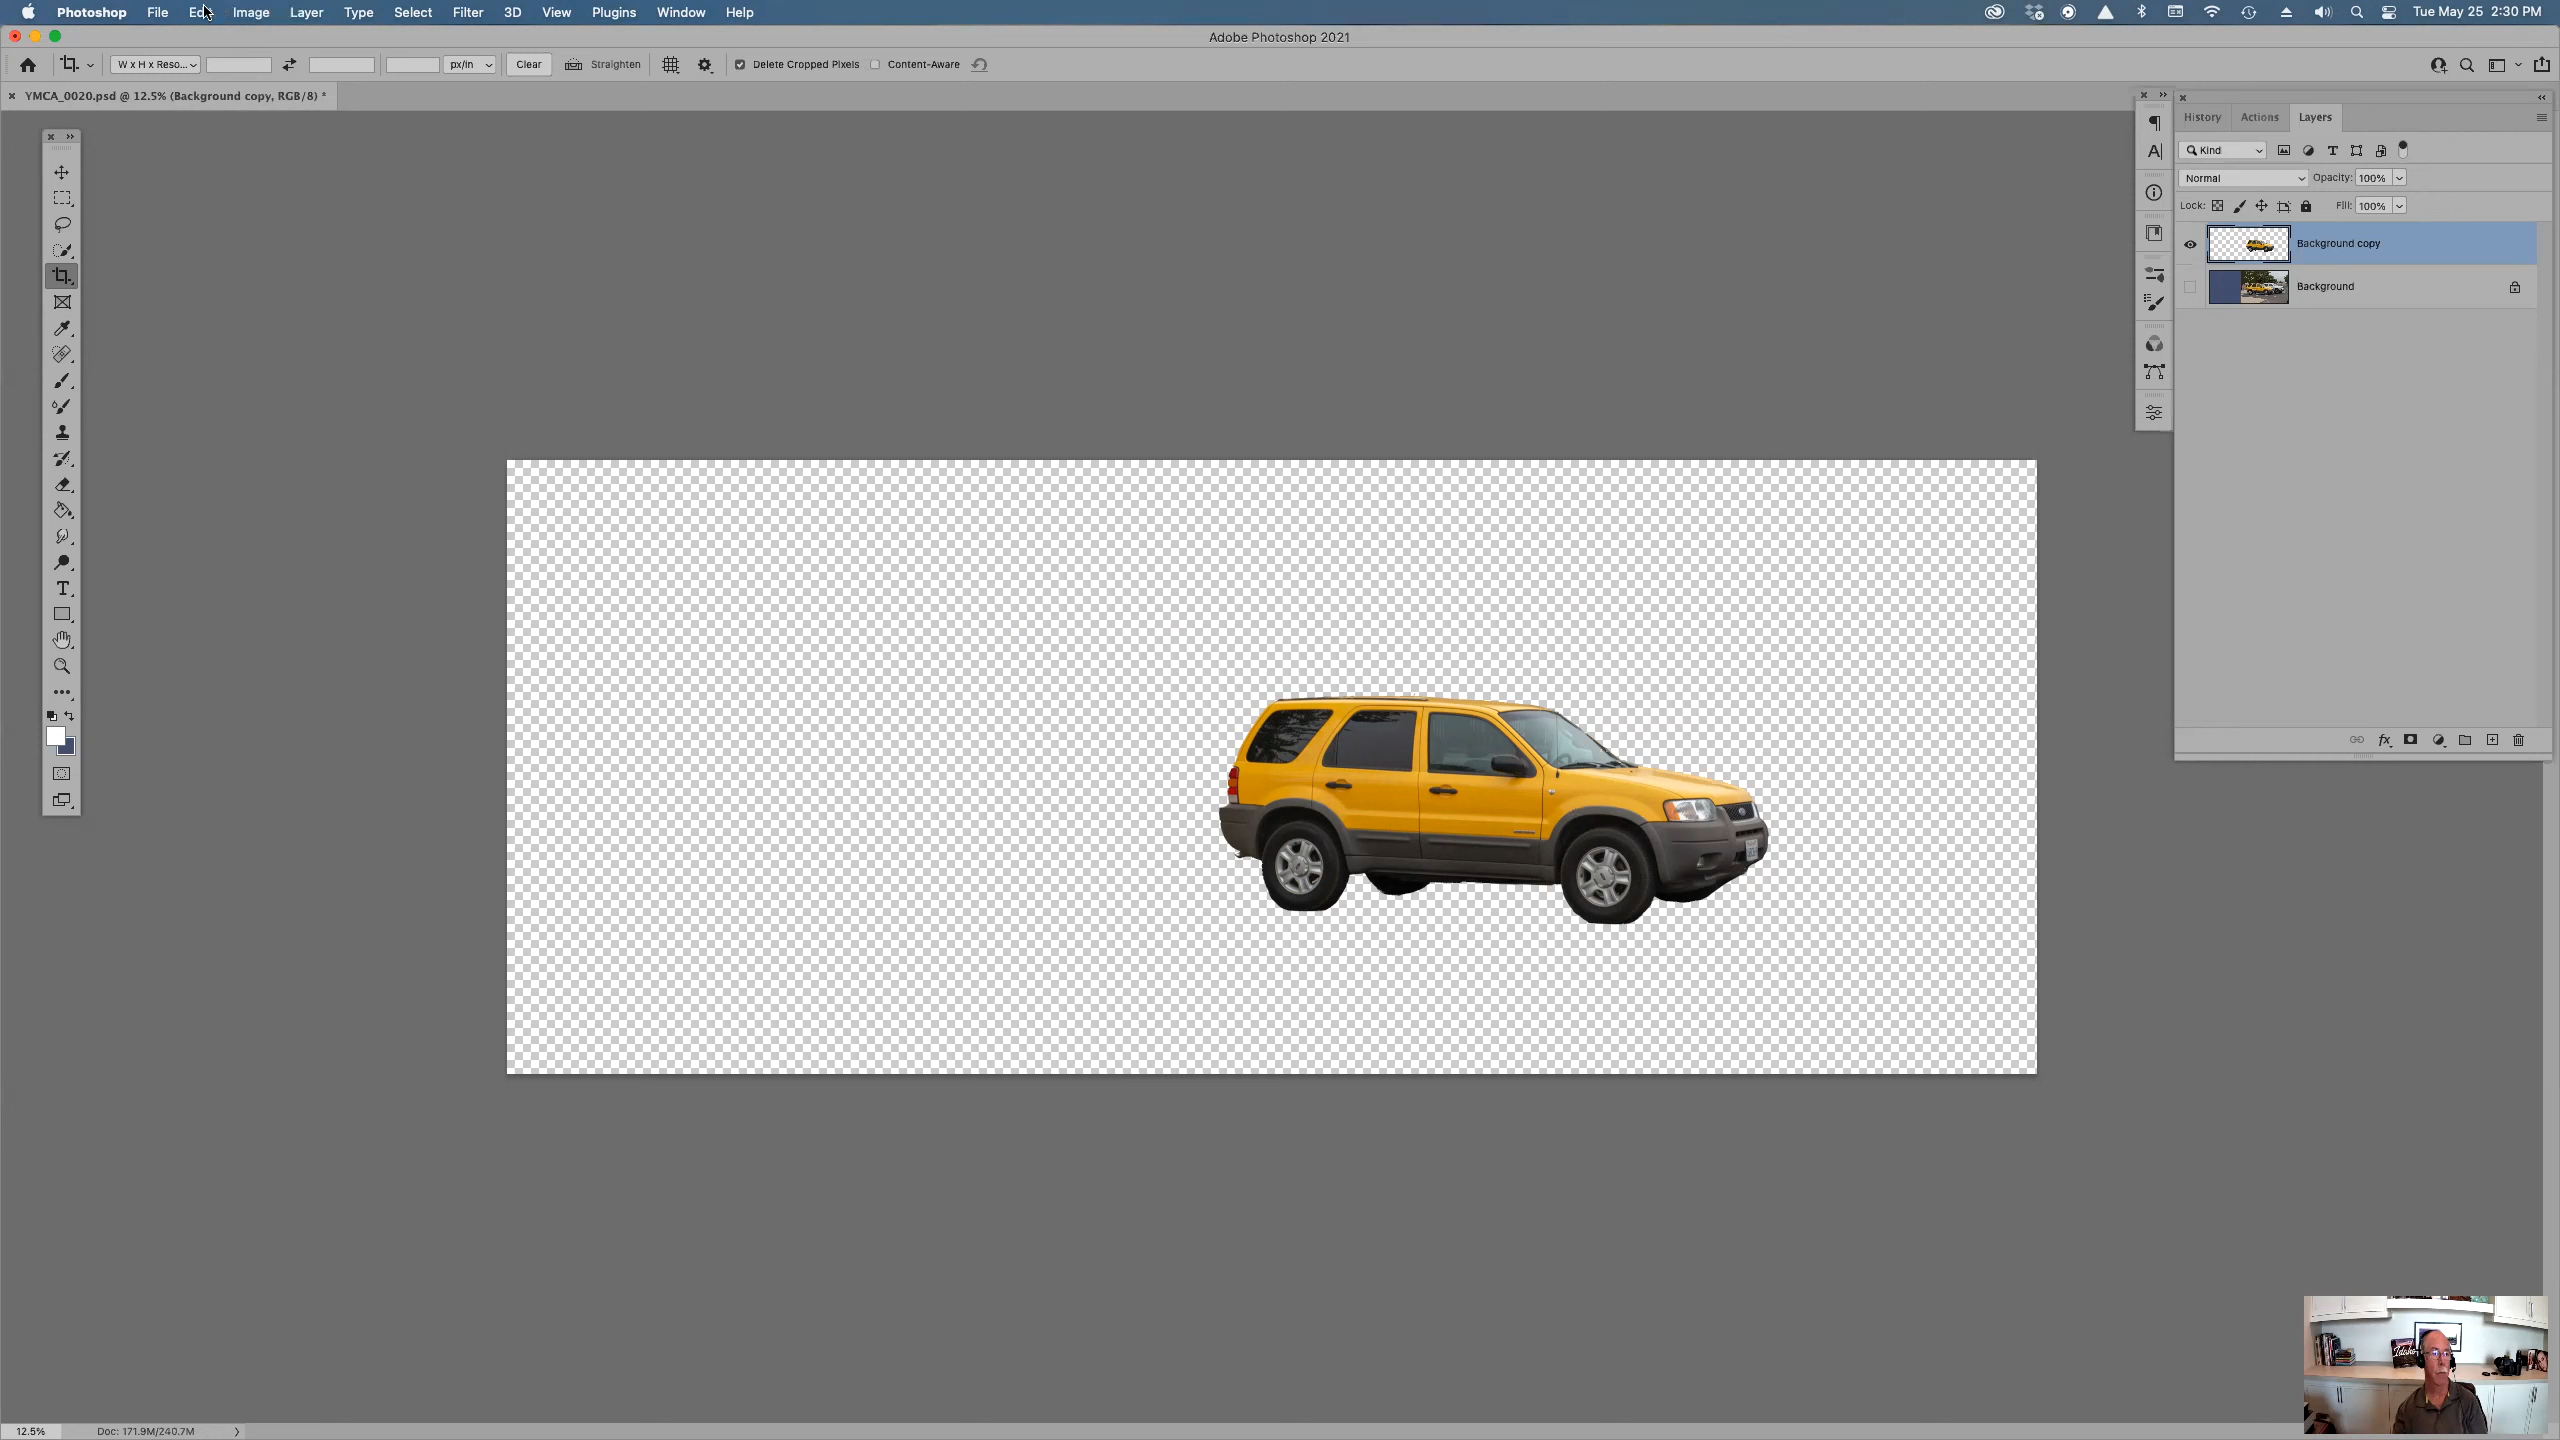 Photoshop File Image Layer Type Select Filter 3D View Plugins Window Help Tue May 25 2:30 PM
Adobe Photoshop 2021
W x H x Reso... px/in Clear Straighten Delete Cropped Pixels Content-Aware
YMCA_0020.psd @ 12.5% (Background copy, RGB/8) *
History Actions Layers
Kind
Normal Opacity: 100%
Lock: Fill: 100%
Background copy
Background
Idaho
12.5% Doc: 171.9M/240.7M